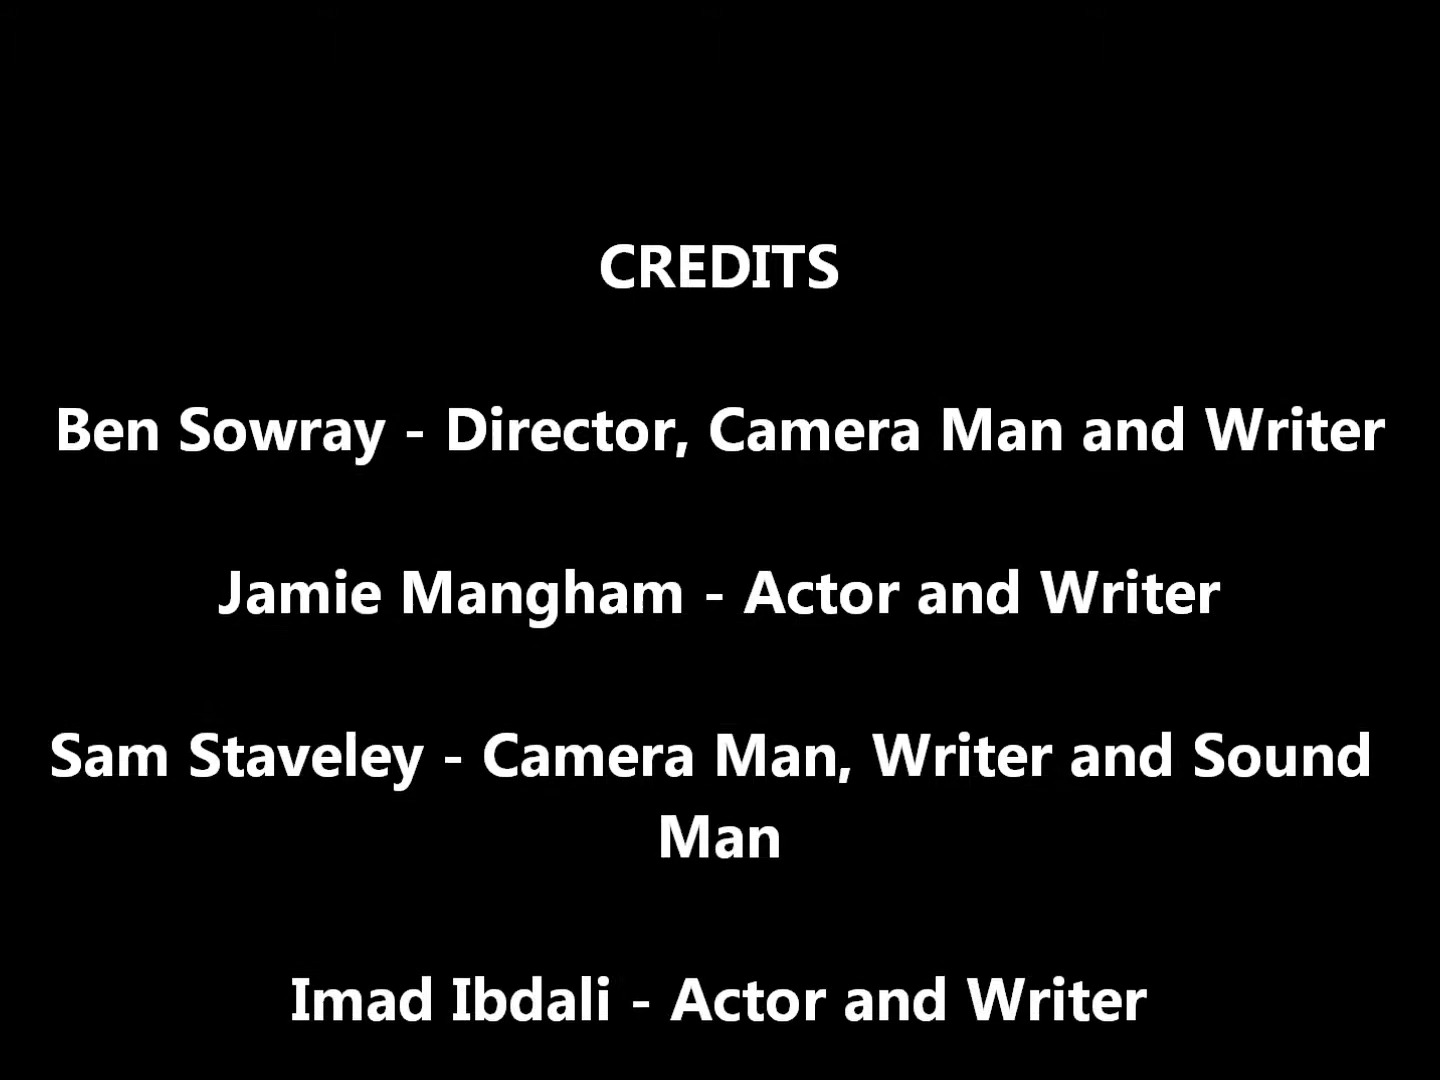 CREDITS
Ben Sowray - Director, Camera Man and Writer
Jamie Mangham - Actor and Writer
Sam Staveley - Camera Man, Writer and Sound
Man
Imad Ibdali - Actor and Writer